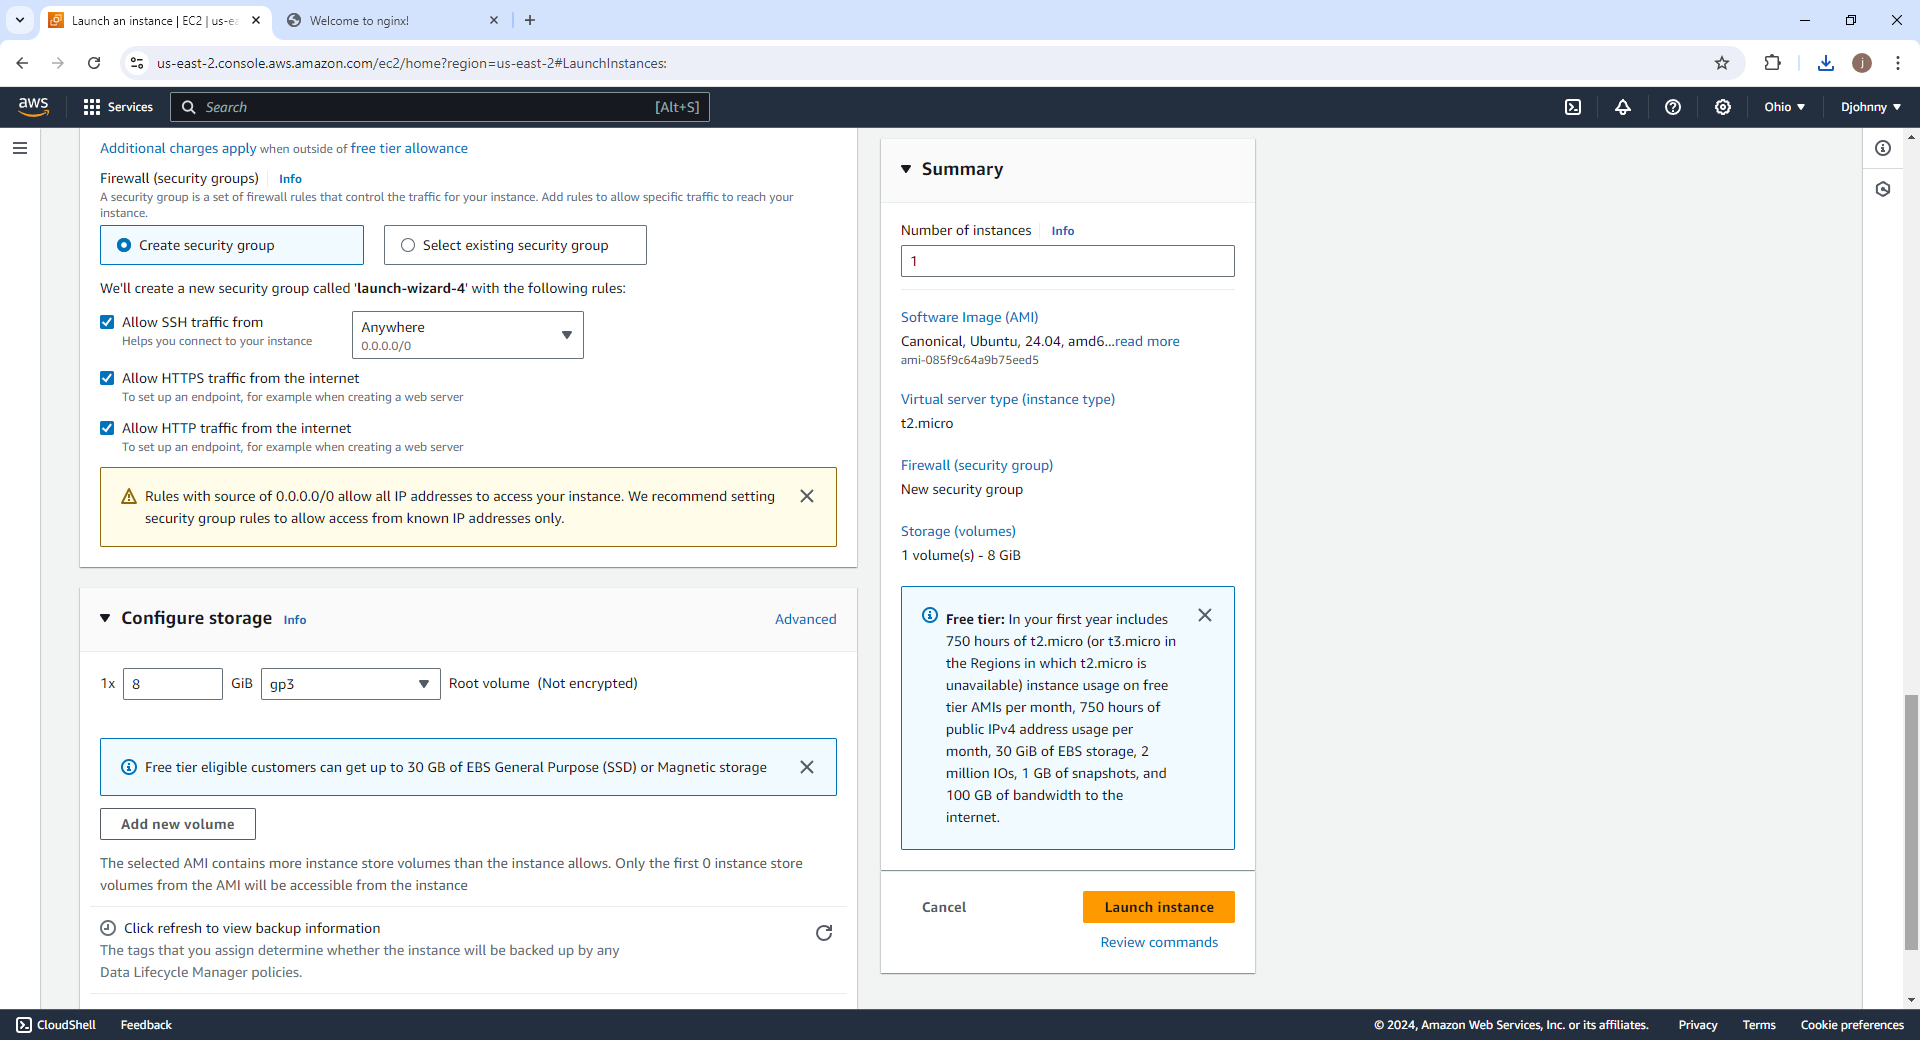 Launch an instance | EC2 | us-ea
Welcome to nginx!
us-east-2.console.aws.amazon.com/ec2/home?region=us-east-2#LaunchInstances:
j
aws
Services
Search
[Alt+S]
Ohio
Djohnny
Additional charges apply when outside of free tier allowance
Firewall (security groups) Info
A security group is a set of firewall rules that control the traffic for your instance. Add rules to allow specific traffic to reach your
instance.
Create security group
Select existing security group
We'll create a new security group called 'launch-wizard-4' with the following rules:
Allow SSH traffic from
Helps you connect to your instance
Anywhere
0.0.0.0/0
Allow HTTPS traffic from the internet
To set up an endpoint, for example when creating a web server
Allow HTTP traffic from the internet
To set up an endpoint, for example when creating a web server
Rules with source of 0.0.0.0/0 allow all IP addresses to access your instance. We recommend setting
security group rules to allow access from known IP addresses only.
Configure storage Info
Advanced
1x 8 GiB gp3 Root volume (Not encrypted)
Free tier eligible customers can get up to 30 GB of EBS General Purpose (SSD) or Magnetic storage
Add new volume
The selected AMI contains more instance store volumes than the instance allows. Only the first 0 instance store
volumes from the AMI will be accessible from the instance
Click refresh to view backup information
The tags that you assign determine whether the instance will be backed up by any
Data Lifecycle Manager policies.
Summary
Number of instances Info
1
Software Image (AMI)
Canonical, Ubuntu, 24.04, amd6...read more
ami-085f9c64a9b75eed5
Virtual server type (instance type)
t2.micro
Firewall (security group)
New security group
Storage (volumes)
1 volume(s) - 8 GiB
Free tier: In your first year includes
750 hours of t2.micro (or t3.micro in
the Regions in which t2.micro is
unavailable) instance usage on free
tier AMIs per month, 750 hours of
public IPv4 address usage per
month, 30 GiB of EBS storage, 2
million IOs, 1 GB of snapshots, and
100 GB of bandwidth to the
internet.
Cancel
Launch instance
Review commands
CloudShell
Feedback
© 2024, Amazon Web Services, Inc. or its affiliates.
Privacy
Terms
Cookie preferences